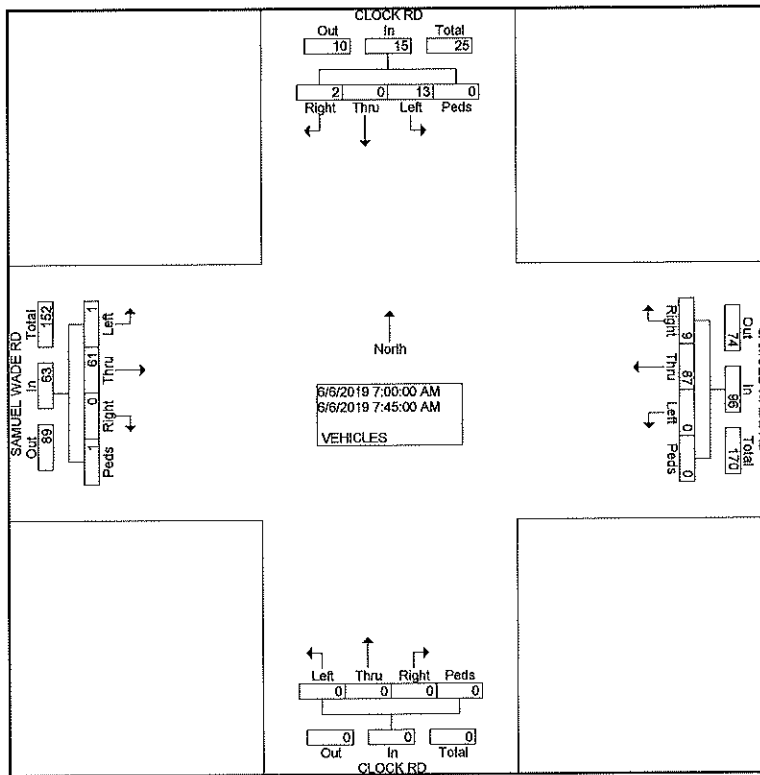 CLOCK RD
Out In Total
10 15 25
2 0 13 0
Right Thru Left Peds
SAMUEL WADE RD
Total In Out
152 63 89
1 61 0 1
Left Thru Right Peds
North
6/6/2019 7:00:00 AM
6/6/2019 7:45:00 AM
VEHICLES
Right Thru Left Peds
9 87 0 0
Out In Total
74 96 170
Left Thru Right Peds
0 0 0 0
0 0 0
Out In Total
CLOCK RD